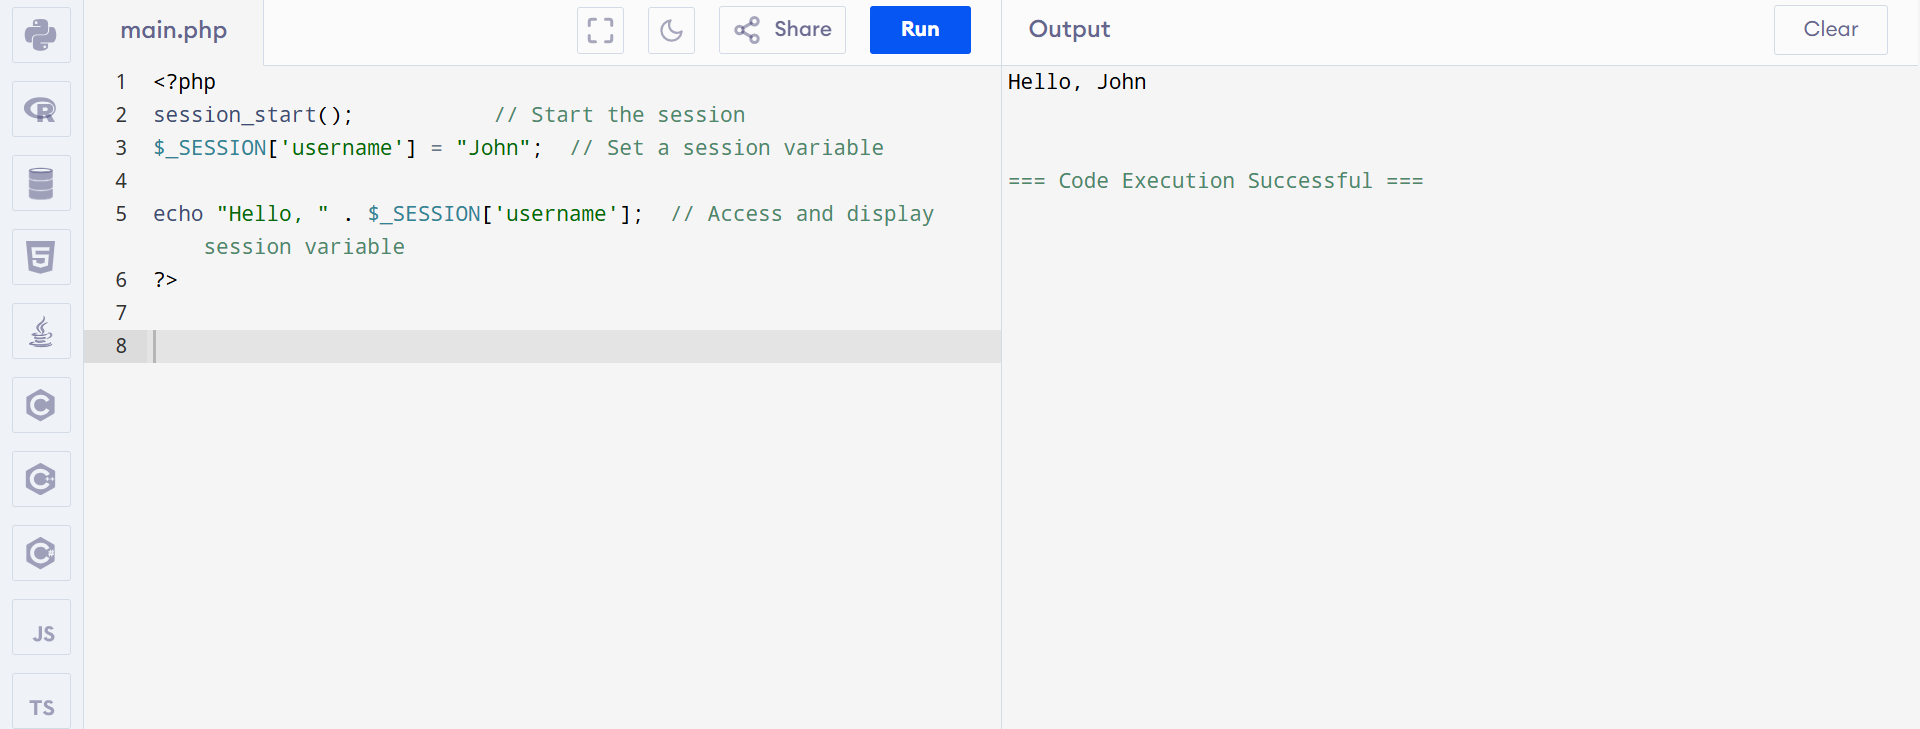 main.php
Share
Run
Output
Clear
1 <?php
2 session_start(); // Start the session
3 $_SESSION['username'] = "John"; // Set a session variable
4
5 echo "Hello, " . $_SESSION['username']; // Access and display
session variable
6 ?>
7
8
Hello, John
=== Code Execution Successful ===
R
5
C
C++
C#
JS
TS